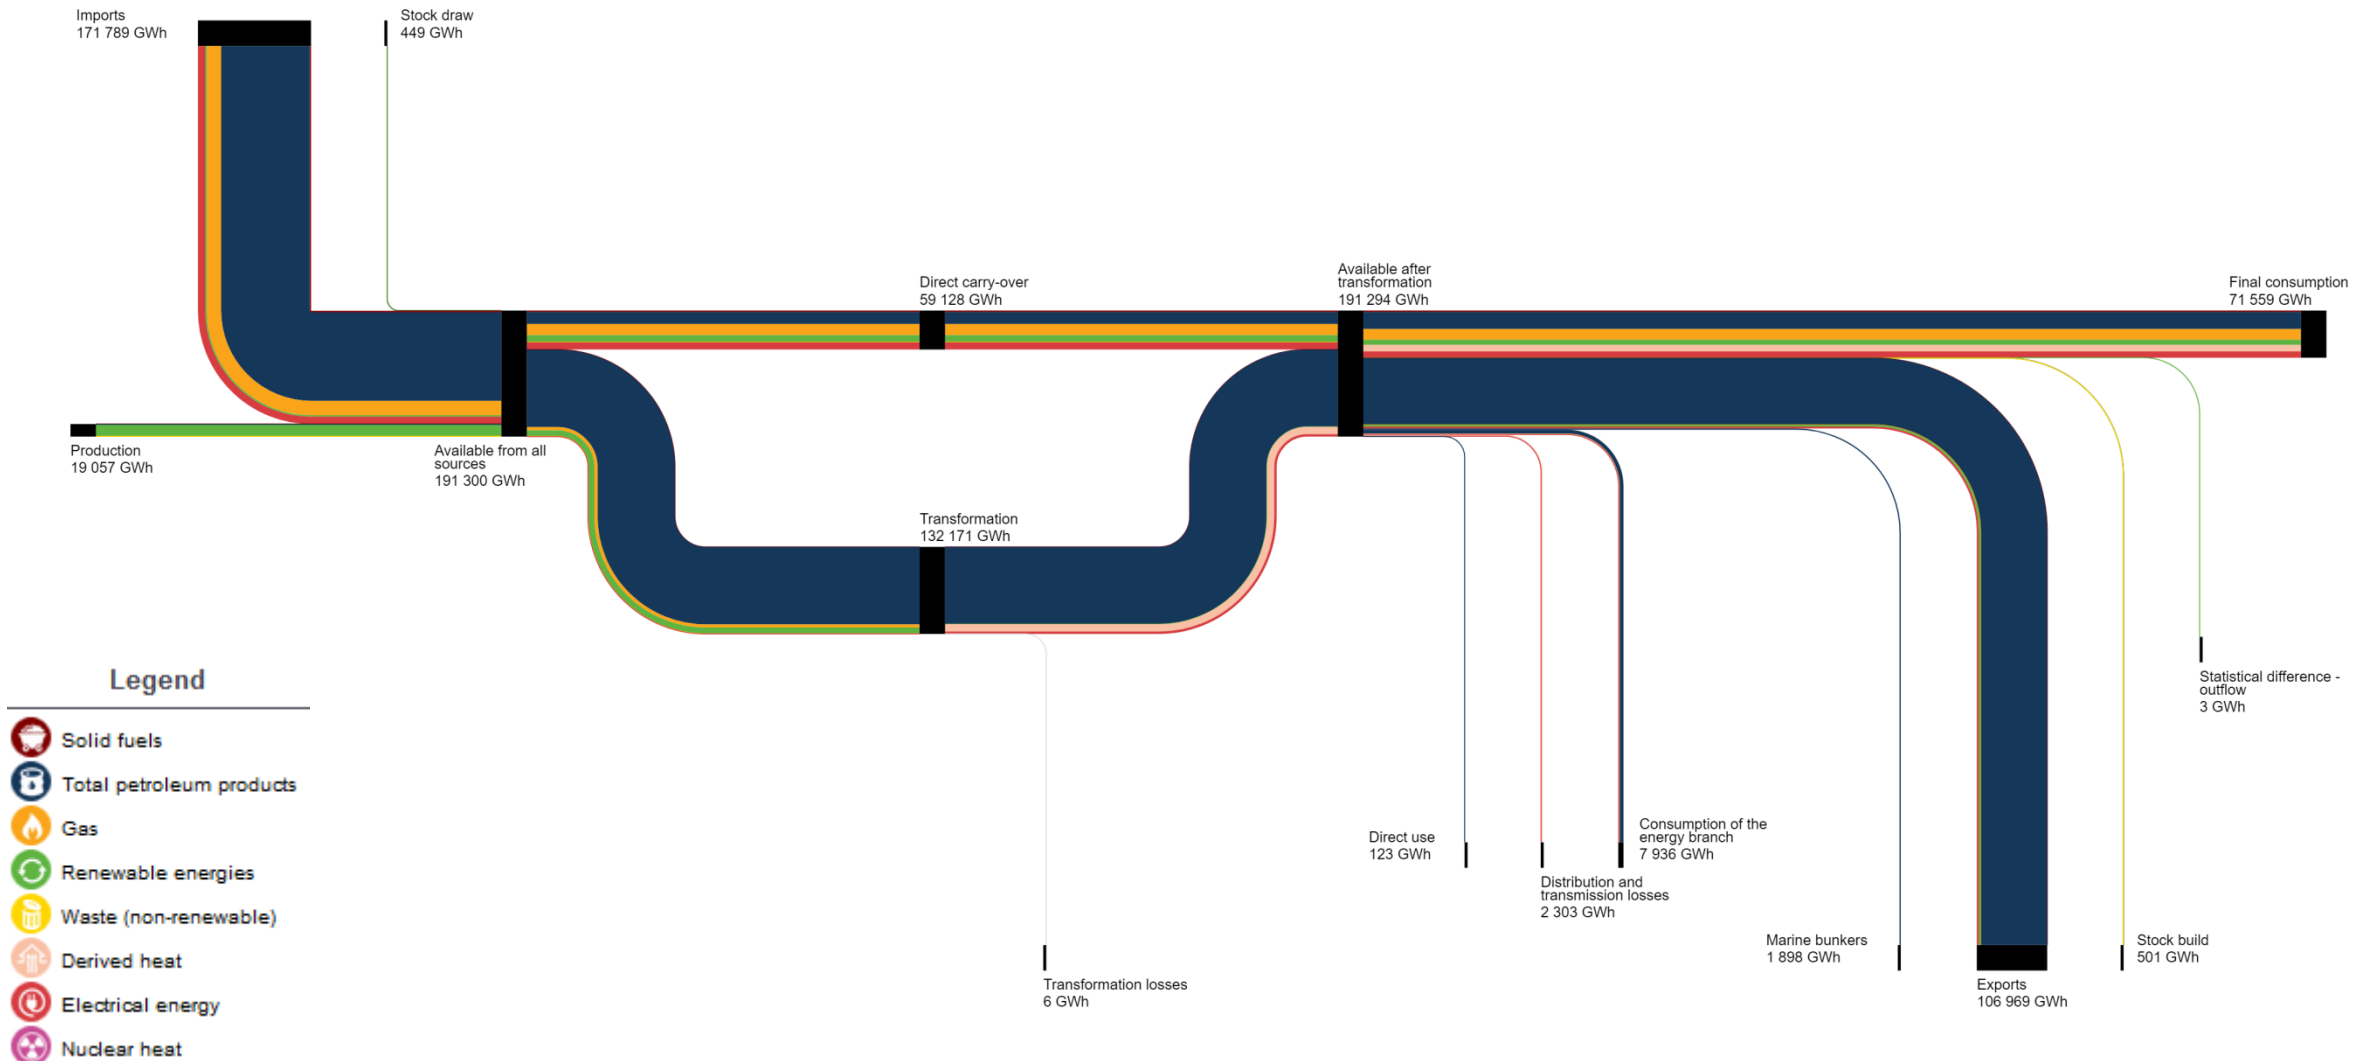 Imports
171 789 GWh
Stock draw
449 GWh
Direct carry-over
59 128 GWh
Available after
transformation
191 294 GWh
Final consumption
71 559 GWh
Production
19 057 GWh
Available from all
sources
191 300 GWh
Transformation
132 171 GWh
Transformation losses
6 GWh
Direct use
123 GWh
Distribution and
transmission losses
2 303 GWh
Consumption of the
energy branch
7 936 GWh
Marine bunkers
1 898 GWh
Exports
106 969 GWh
Stock build
501 GWh
Statistical difference -
outflow
3 GWh
Legend
Solid fuels
Total petroleum products
Gas
Renewable energies
Waste (non-renewable)
Derived heat
Electrical energy
Nuclear heat